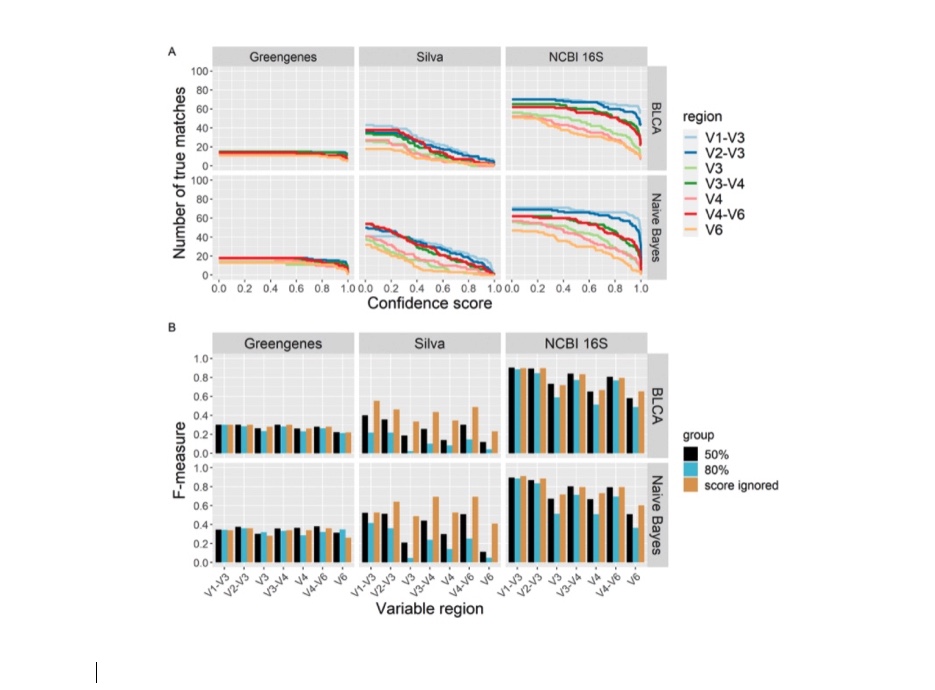 A
Greengenes Silva NCBI 16S
Number of true matches
100
80
60
40
20
0
BLCA
100
80
60
40
20
0
Naive Bayes
0.0 0.2 0.4 0.6 0.8 1.0 0.0 0.2 0.4 0.6 0.8 1.0 0.0 0.2 0.4 0.6 0.8 1.0
Confidence score
region
V1-V3
V2-V3
V3
V3-V4
V4
V4-V6
V6
B
Greengenes Silva NCBI 16S
F-measure
1.0
0.8
0.6
0.4
0.2
0.0
BLCA
1.0
0.8
0.6
0.4
0.2
0.0
Naive Bayes
V1-V3 V2-V3 V3 V3-V4 V4 V4-V6 V6 V1-V3 V2-V3 V3 V3-V4 V4 V4-V6 V6 V1-V3 V2-V3 V3 V3-V4 V4 V4-V6 V6
Variable region
group
50%
80%
score ignored